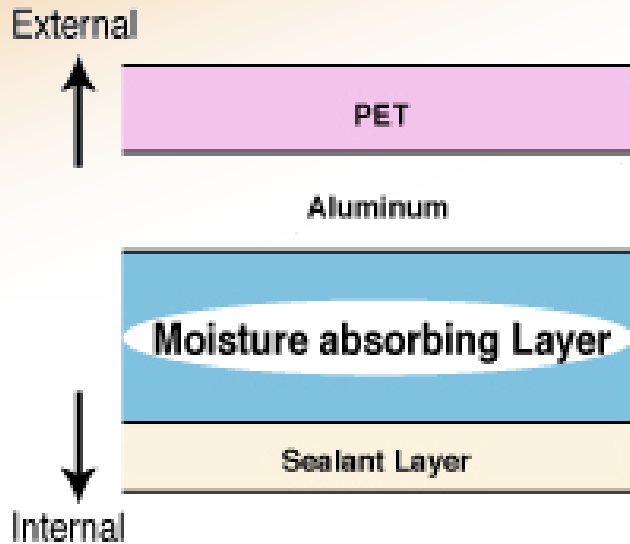 External
PET
Aluminum
Moisture absorbing Layer
Sealant Layer
Internal